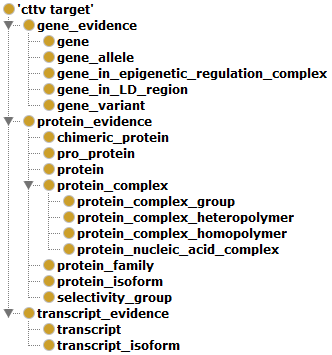 'cttv target'
gene_evidence
gene
gene_allele
gene_in_epigenetic_regulation_complex
gene_in_LD_region
gene_variant
protein_evidence
chimeric_protein
pro_protein
protein
protein_complex
protein_complex_group
protein_complex_heteropolymer
protein_complex_homopolymer
protein_nucleic_acid_complex
protein_family
protein_isoform
selectivity_group
transcript_evidence
transcript
transcript_isoform